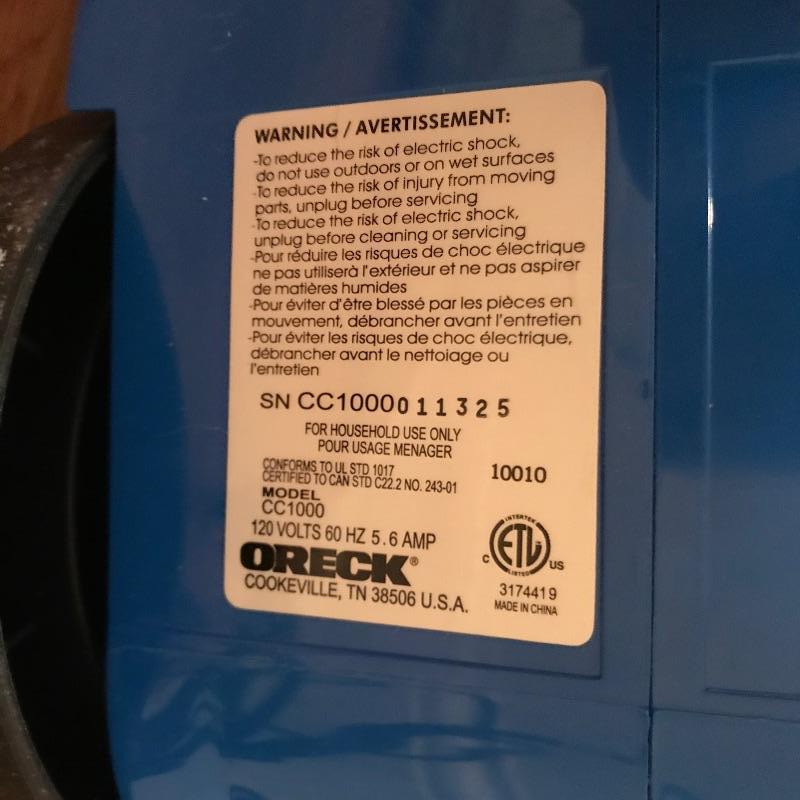 WARNING / AVERTISSEMENT:
-To reduce the risk of electric shock,
do not use outdoors or on wet surfaces
-To reduce the risk of injury from moving
parts, unplug before servicing
-To reduce the risk of electric shock,
unplug before cleaning or servicing
-Pour réduire les risques de choc électrique
ne pas utiliserà l'extérieur et ne pas aspirer
de matières humides
-Pour éviter d'être blessé par les pièces en
mouvement, débrancher avant l'entretien
-Pour éviter les risques de choc électrique,
débrancher avant le nettoiage ou
l'entretien
SN CC1000011325
FOR HOUSEHOLD USE ONLY
POUR USAGE MENAGER
CONFORMS TO UL STD 1017
CERTIFIED TO CAN STD C22.2 NO. 243-01
10010
MODEL
CC1000
120 VOLTS 60 HZ 5.6 AMP
ORECK®
COOKEVILLE, TN 38506 U.S.A.
INTERTEK
C ETL US
LISTED
3174419
MADE IN CHINA